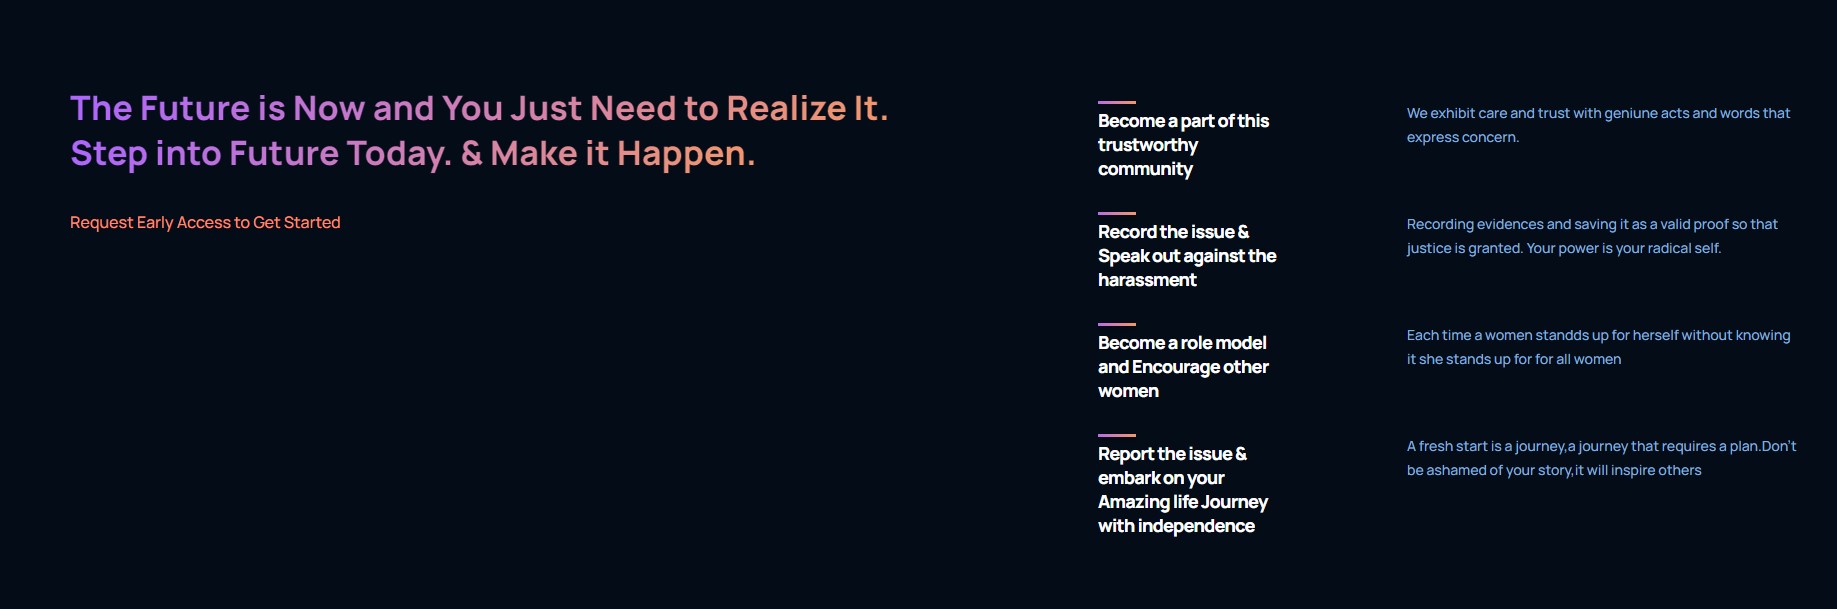 The Future is Now and You Just Need to Realize It.
Step into Future Today. & Make it Happen.
Request Early Access to Get Started
Become a part of this
trustworthy
community
We exhibit care and trust with geniune acts and words that
express concern.
Record the issue &
Speak out against the
harassment
Recording evidences and saving it as a valid proof so that
justice is granted. Your power is your radical self.
Become a role model
and Encourage other
women
Each time a women standds up for herself without knowing
it she stands up for for all women
Report the issue &
embark on your
Amazing life Journey
with independence
A fresh start is a journey,a journey that requires a plan.Don't
be ashamed of your story,it will inspire others